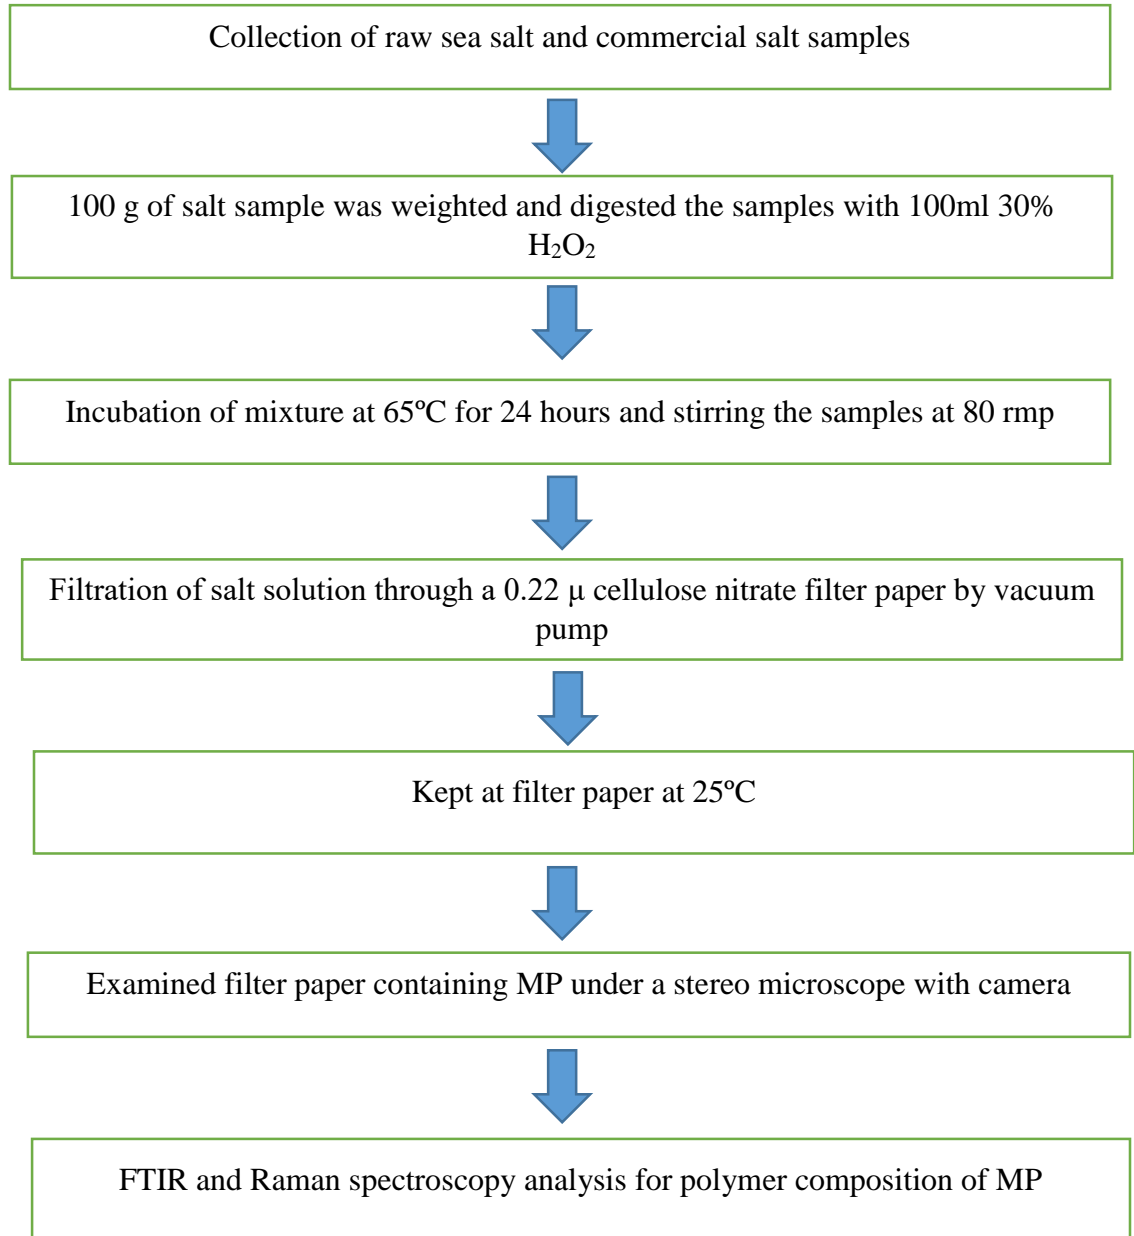 Collection of raw sea salt and commercial salt samples
100 g of salt sample was weighted and digested the samples with 100ml 30%
H₂O₂
Incubation of mixture at 65ºC for 24 hours and stirring the samples at 80 rmp
Filtration of salt solution through a 0.22 μ cellulose nitrate filter paper by vacuum
pump
Kept at filter paper at 25ºC
Examined filter paper containing MP under a stereo microscope with camera
FTIR and Raman spectroscopy analysis for polymer composition of MP